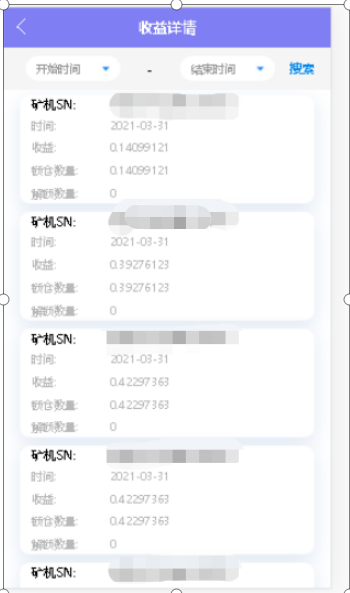 收益详情
开始时间 - 结束时间 搜索
矿机SN:
时间: 2021-03-31
收益: 0.14099121
锁仓数量: 0.14099121
解锁数量: 0
矿机SN:
时间: 2021-03-31
收益: 0.39276123
锁仓数量: 0.39276123
解锁数量: 0
矿机SN:
时间: 2021-03-31
收益: 0.42297363
锁仓数量: 0.42297363
解锁数量: 0
矿机SN:
时间: 2021-03-31
收益: 0.42297363
锁仓数量: 0.42297363
解锁数量: 0
矿机SN: